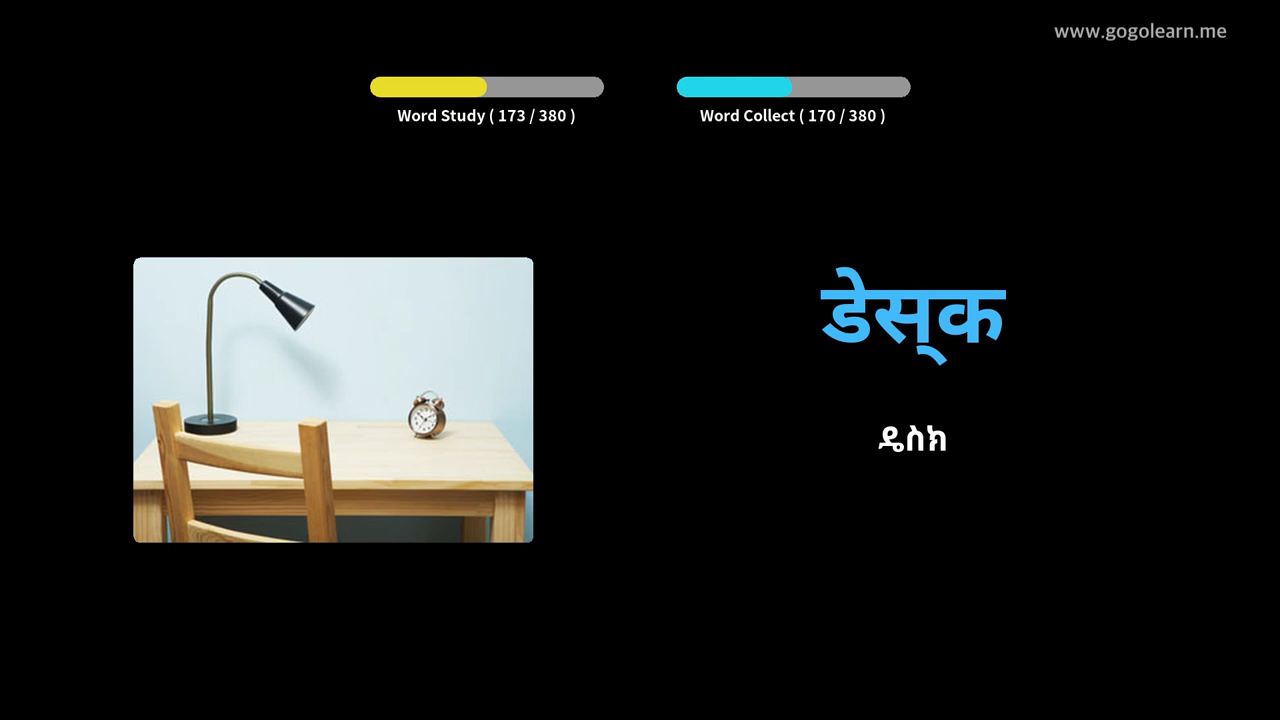 www.gogolearn.me
Word Study ( 173 / 380 )
Word Collect ( 170 / 380 )
डेस्‌क
ዴስክ